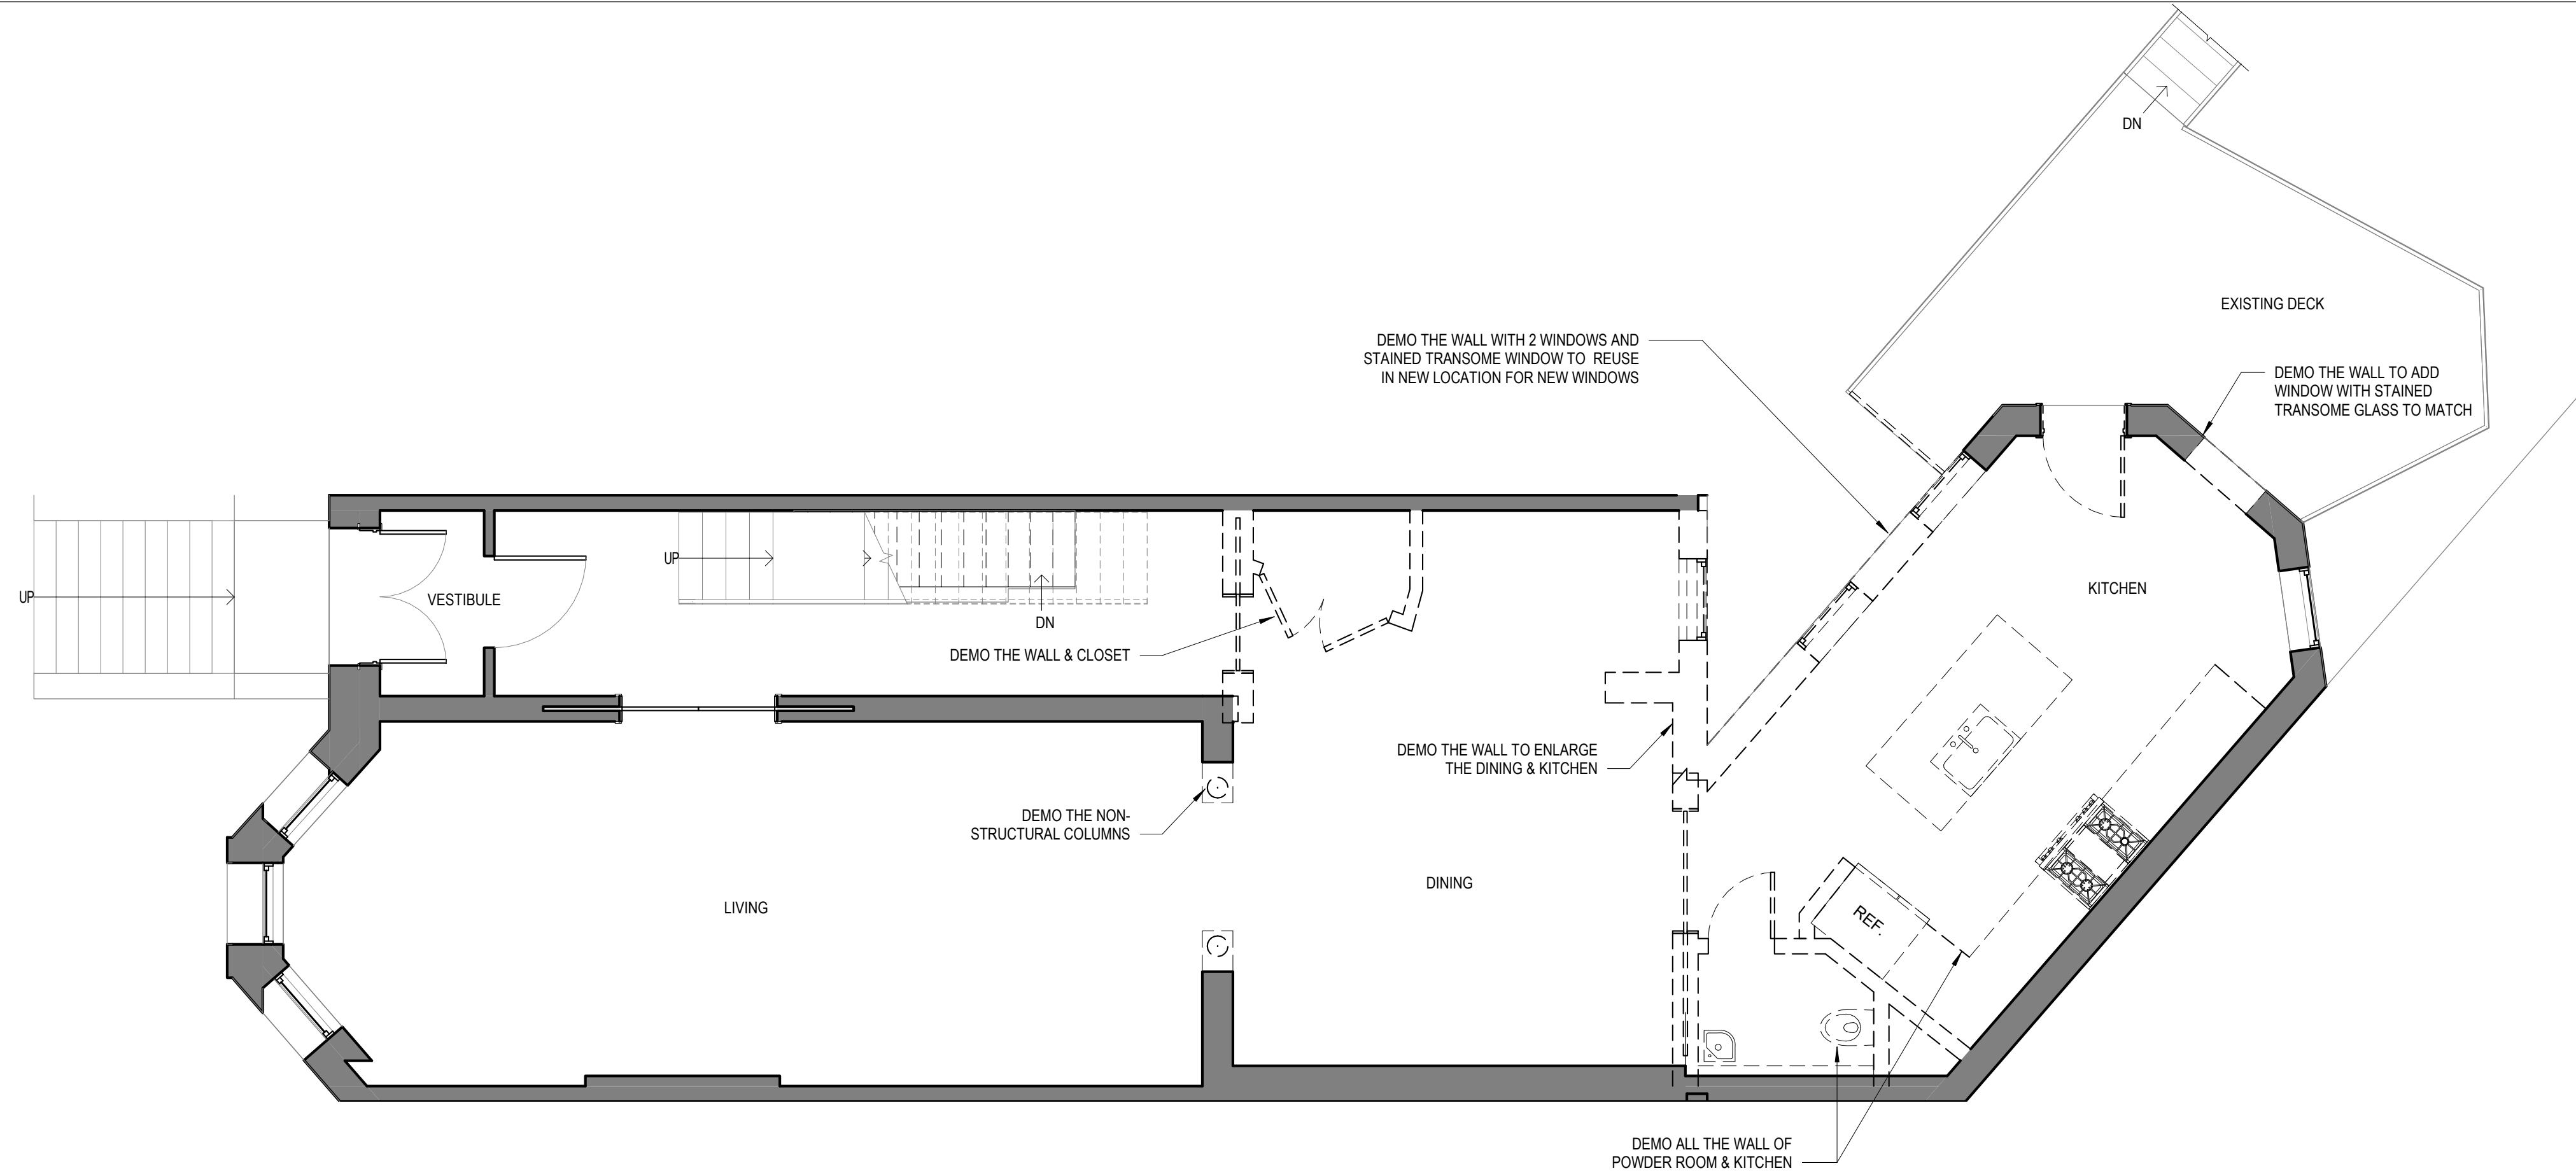 DN
EXISTING DECK
DEMO THE WALL WITH 2 WINDOWS AND
STAINED TRANSOME WINDOW TO REUSE
IN NEW LOCATION FOR NEW WINDOWS
DEMO THE WALL TO ADD
WINDOW WITH STAINED
TRANSOME GLASS TO MATCH
UP
UP
VESTIBULE
DN
KITCHEN
DEMO THE WALL & CLOSET
DEMO THE WALL TO ENLARGE
THE DINING & KITCHEN
DEMO THE NON-
STRUCTURAL COLUMNS
LIVING
DINING
REF.
DEMO ALL THE WALL OF
POWDER ROOM & KITCHEN